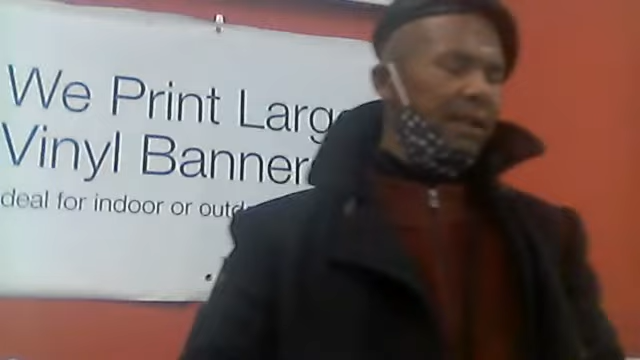 We Print Larg
Vinyl Banner
deal for indoor or outd